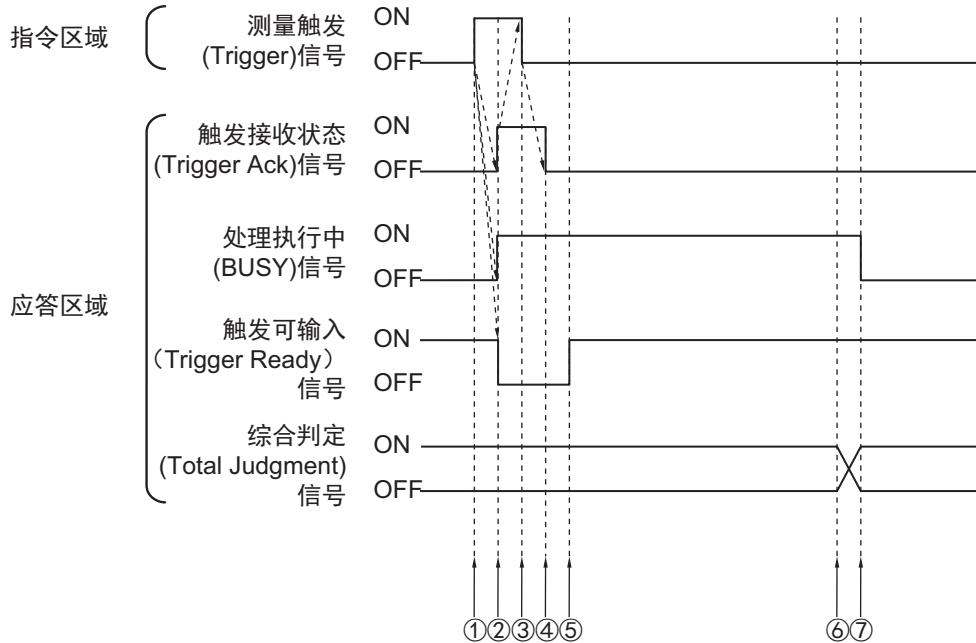 指令区域
测量触发
(Trigger)信号
ON
OFF
应答区域
触发接收状态
(Trigger Ack)信号
ON
OFF
处理执行中
(BUSY)信号
ON
OFF
触发可输入
（Trigger Ready）
信号
ON
OFF
综合判定
(Total Judgment)
信号
ON
OFF
①②③④⑤ ⑥⑦